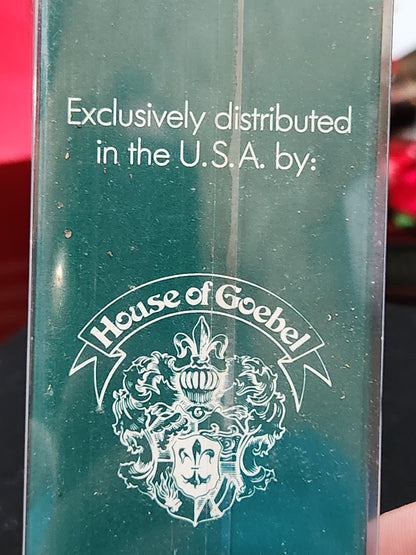 Exclusively distributed
in the U.S.A. by:
House of Goebel